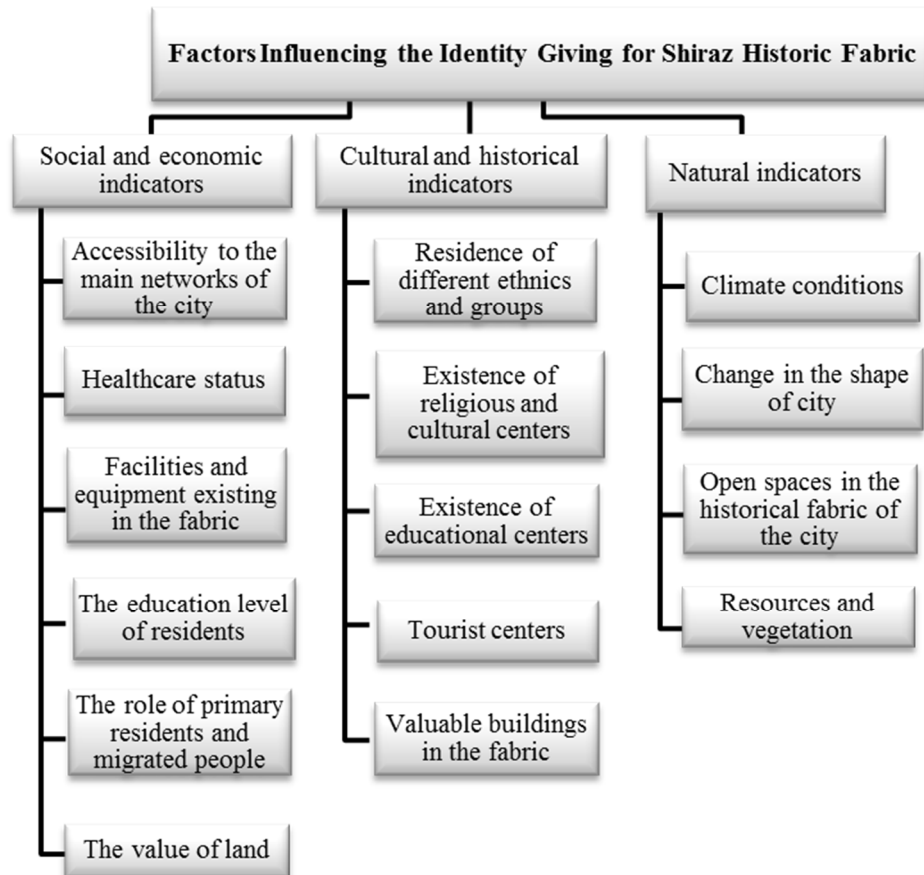 Factors Influencing the Identity Giving for Shiraz Historic Fabric
Social and economic
indicators
Accessibility to the
main networks of
the city
Healthcare status
Facilities and
equipment existing
in the fabric
The education level
of residents
The role of primary
residents and
migrated people
The value of land
Cultural and historical
indicators
Residence of
different ethnics
and groups
Existence of
religious and
cultural centers
Existence of
educational centers
Tourist centers
Valuable buildings
in the fabric
Natural indicators
Climate conditions
Change in the shape
of city
Open spaces in the
historical fabric of
the city
Resources and
vegetation